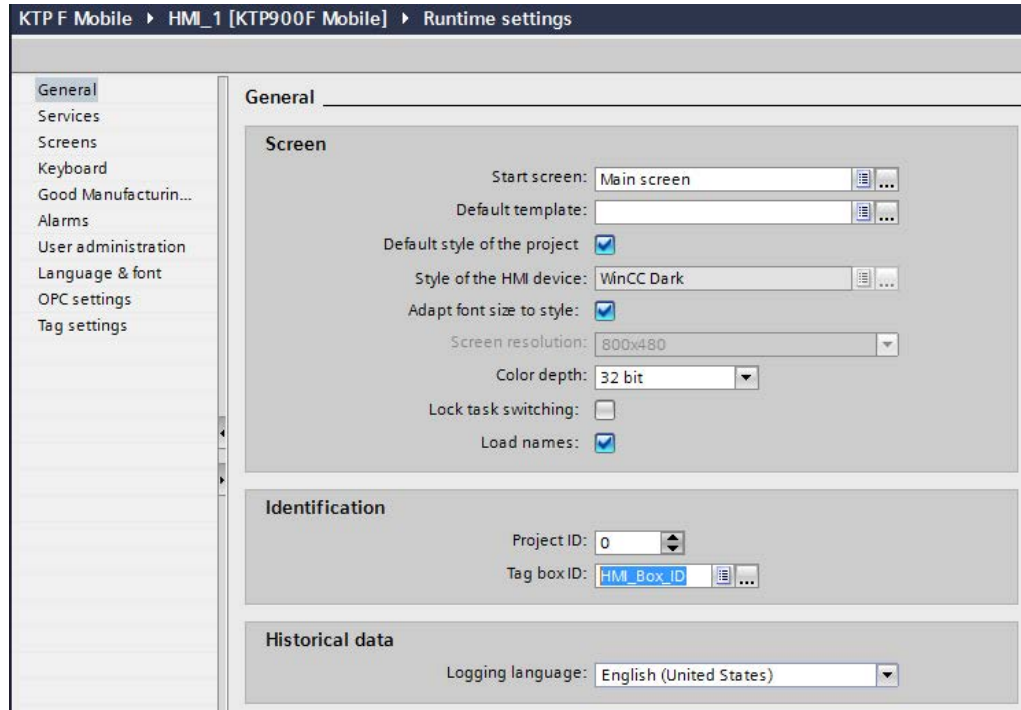 KTP F Mobile ▸ HMI_1 [KTP900F Mobile] ▸ Runtime settings
General
Services
Screens
Keyboard
Good Manufacturin...
Alarms
User administration
Language & font
OPC settings
Tag settings
General
Screen
Start screen: Main screen
Default template:
Default style of the project
Style of the HMI device: WinCC Dark
Adapt font size to style:
Screen resolution: 800x480
Color depth: 32 bit
Lock task switching:
Load names:
Identification
Project ID: 0
Tag box ID: HMI_Box_ID
Historical data
Logging language: English (United States)